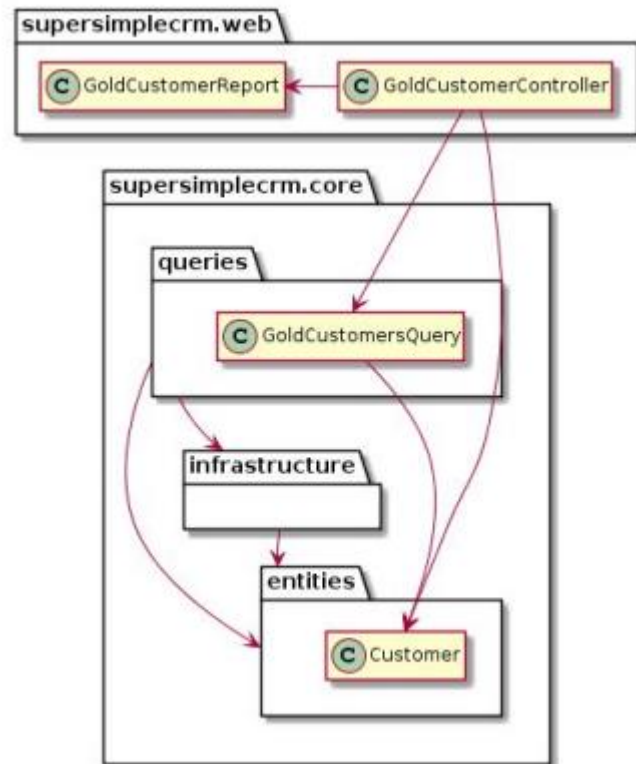 supersimplecrm.web
C GoldCustomerReport
C GoldCustomerController
supersimplecrm.core
queries
C GoldCustomersQuery
infrastructure
entities
C Customer